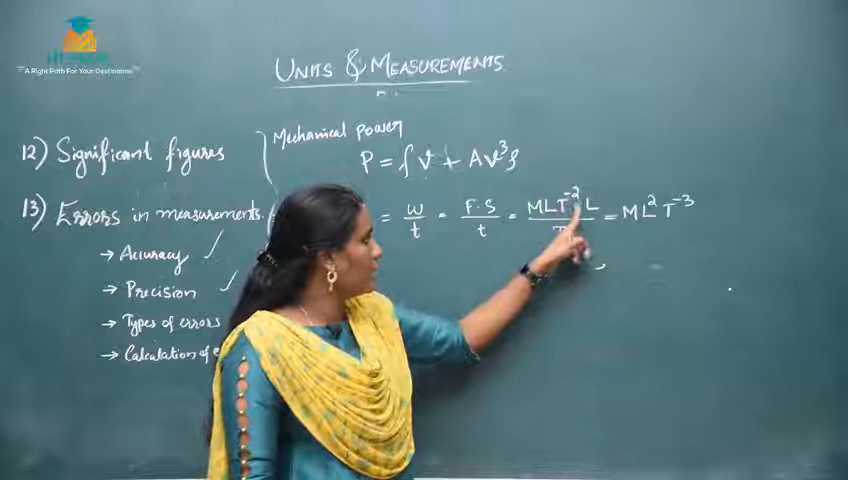 A Right Path For Your Destination
UNITS & MEASUREMENTS
12) Significant figures
13) Errors in measurements.
→ Accuracy ✓
→ Precision ✓
→ Types of errors
→ Calculation of
Mechanical power
P = ∫v + Av³ρ
= W/t = F·S/t = MLT⁻²L/ = ML²T⁻³